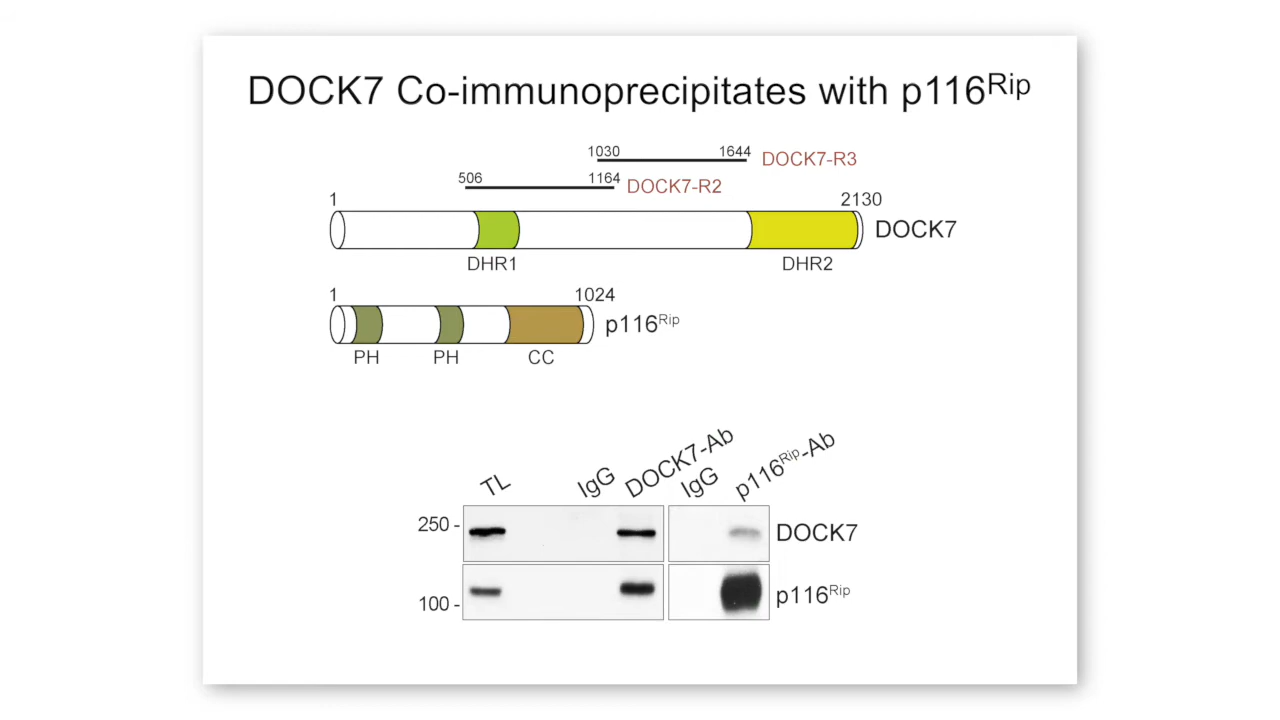 DOCK7 Co-immunoprecipitates with p116Rip
1030 1644 DOCK7-R3
506 1164 DOCK7-R2
1 2130
DOCK7
DHR1 DHR2
1 1024
p116Rip
PH PH CC
TL IgG DOCK7-Ab IgG p116Rip-Ab
250 - DOCK7
100 - p116Rip